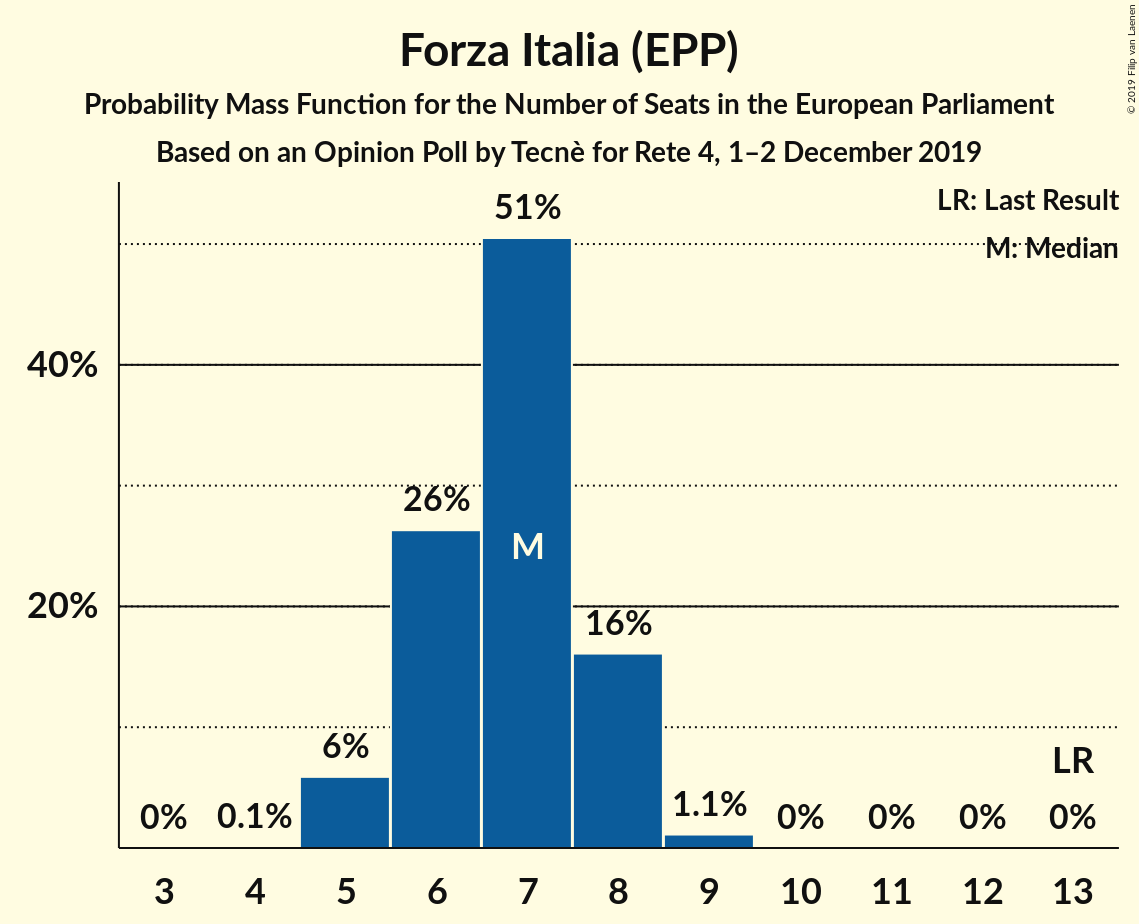 Forza Italia (EPP)
Probability Mass Function for the Number of Seats in the European Parliament
Based on an Opinion Poll by Tecnè for Rete 4, 1–2 December 2019
© 2019 Filip van Laenen
LR: Last Result
M: Median
51%
40%
26%
M
20%
16%
6%
LR
0% 0.1% 1.1% 0% 0% 0% 0%
3 4 5 6 7 8 9 10 11 12 13